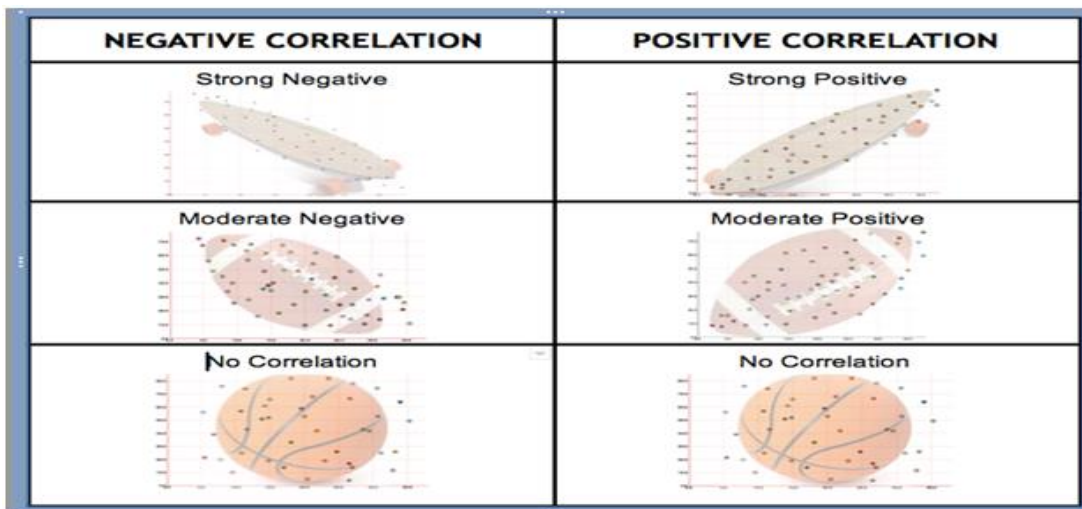 NEGATIVE CORRELATION
POSITIVE CORRELATION
Strong Negative
Strong Positive
Moderate Negative
Moderate Positive
No Correlation
No Correlation